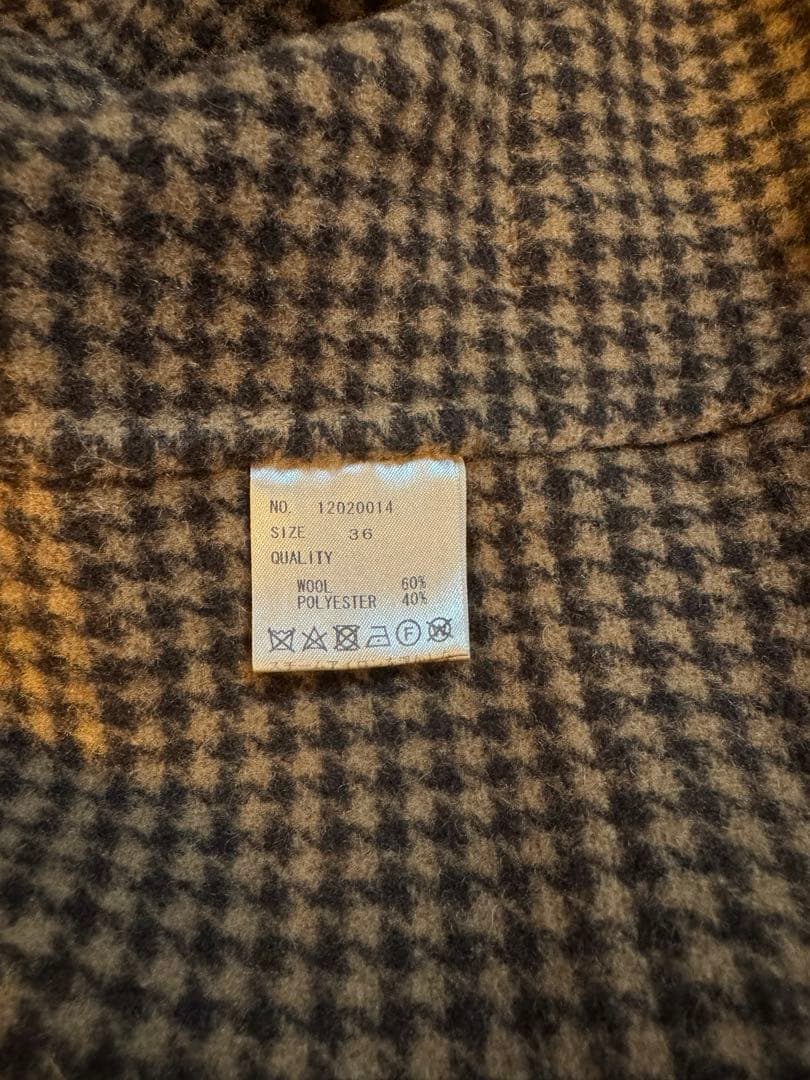 NO. 12020014
SIZE 36
QUALITY
WOOL 60%
POLYESTER 40%
F W